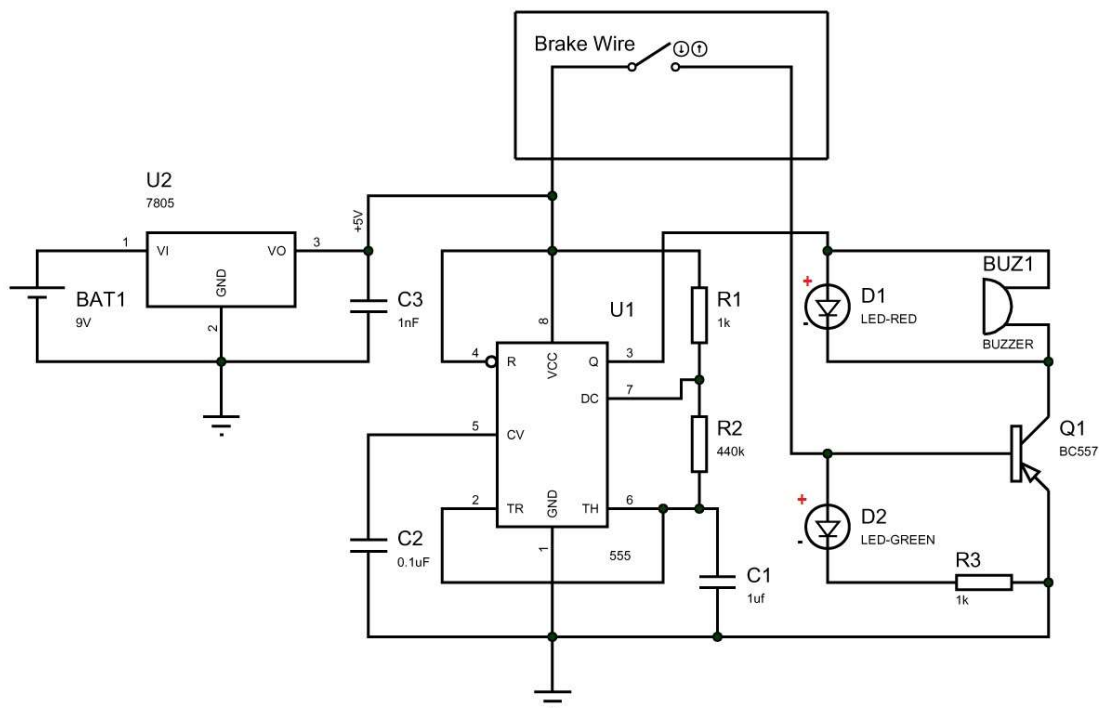 Brake Wire
U2
7805
+5V
1
VI
VO
3
GND
2
BAT1
9V
C3
1nF
U1
8
VCC
4
R
Q
3
DC
7
5
CV
2
TR
GND
TH
6
1
555
R1
1k
R2
440k
C2
0.1uF
C1
1uf
+
-
D1
LED-RED
BUZ1
BUZZER
Q1
BC557
+
-
D2
LED-GREEN
R3
1k